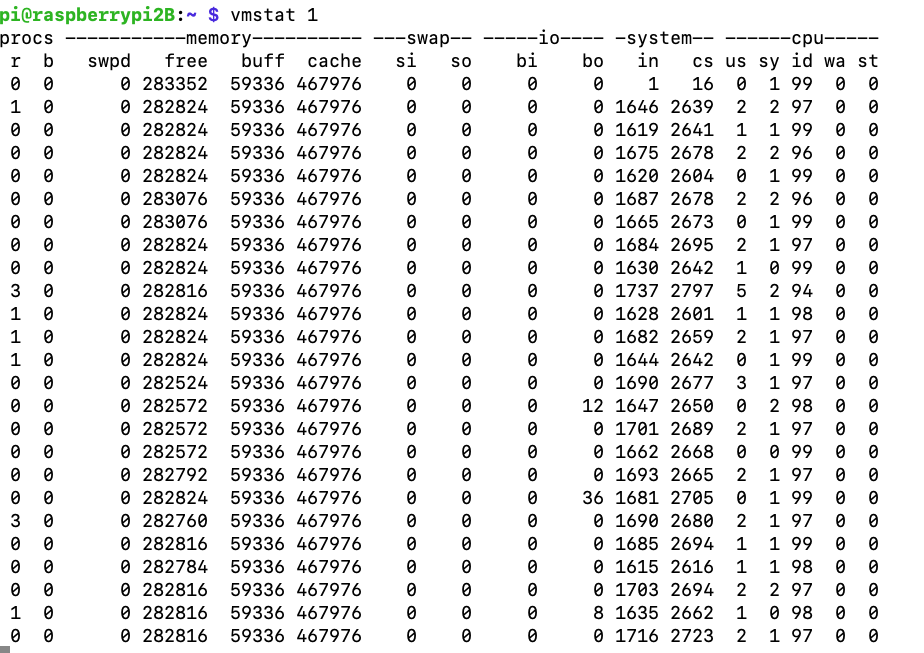 pi@raspberrypi2B:~ $ vmstat 1
procs -----------memory---------- ---swap-- -----io---- -system-- ------cpu-----
 r  b   swpd   free   buff  cache   si   so    bi    bo   in   cs us sy id wa st
 0  0      0 283352  59336 467976    0    0     0     0    1   16  0  1 99  0  0
 1  0      0 282824  59336 467976    0    0     0     0 1646 2639  2  2 97  0  0
 0  0      0 282824  59336 467976    0    0     0     0 1619 2641  1  1 99  0  0
 0  0      0 282824  59336 467976    0    0     0     0 1675 2678  2  2 96  0  0
 0  0      0 282824  59336 467976    0    0     0     0 1620 2604  0  1 99  0  0
 0  0      0 283076  59336 467976    0    0     0     0 1687 2678  2  2 96  0  0
 0  0      0 283076  59336 467976    0    0     0     0 1665 2673  0  1 99  0  0
 0  0      0 282824  59336 467976    0    0     0     0 1684 2695  2  1 97  0  0
 0  0      0 282824  59336 467976    0    0     0     0 1630 2642  1  0 99  0  0
 3  0      0 282816  59336 467976    0    0     0     0 1737 2797  5  2 94  0  0
 1  0      0 282824  59336 467976    0    0     0     0 1628 2601  1  1 98  0  0
 1  0      0 282824  59336 467976    0    0     0     0 1682 2659  2  1 97  0  0
 1  0      0 282824  59336 467976    0    0     0     0 1644 2642  0  1 99  0  0
 0  0      0 282524  59336 467976    0    0     0     0 1690 2677  3  1 97  0  0
 0  0      0 282572  59336 467976    0    0     0    12 1647 2650  0  2 98  0  0
 0  0      0 282572  59336 467976    0    0     0     0 1701 2689  2  1 97  0  0
 0  0      0 282572  59336 467976    0    0     0     0 1662 2668  0  0 99  0  0
 0  0      0 282792  59336 467976    0    0     0     0 1693 2665  2  1 97  0  0
 0  0      0 282824  59336 467976    0    0     0    36 1681 2705  0  1 99  0  0
 3  0      0 282760  59336 467976    0    0     0     0 1690 2680  2  1 97  0  0
 0  0      0 282816  59336 467976    0    0     0     0 1685 2694  1  1 99  0  0
 0  0      0 282784  59336 467976    0    0     0     0 1615 2616  1  1 98  0  0
 0  0      0 282816  59336 467976    0    0     0     0 1703 2694  2  2 97  0  0
 1  0      0 282816  59336 467976    0    0     0     8 1635 2662  1  0 98  0  0
 0  0      0 282816  59336 467976    0    0     0     0 1716 2723  2  1 97  0  0